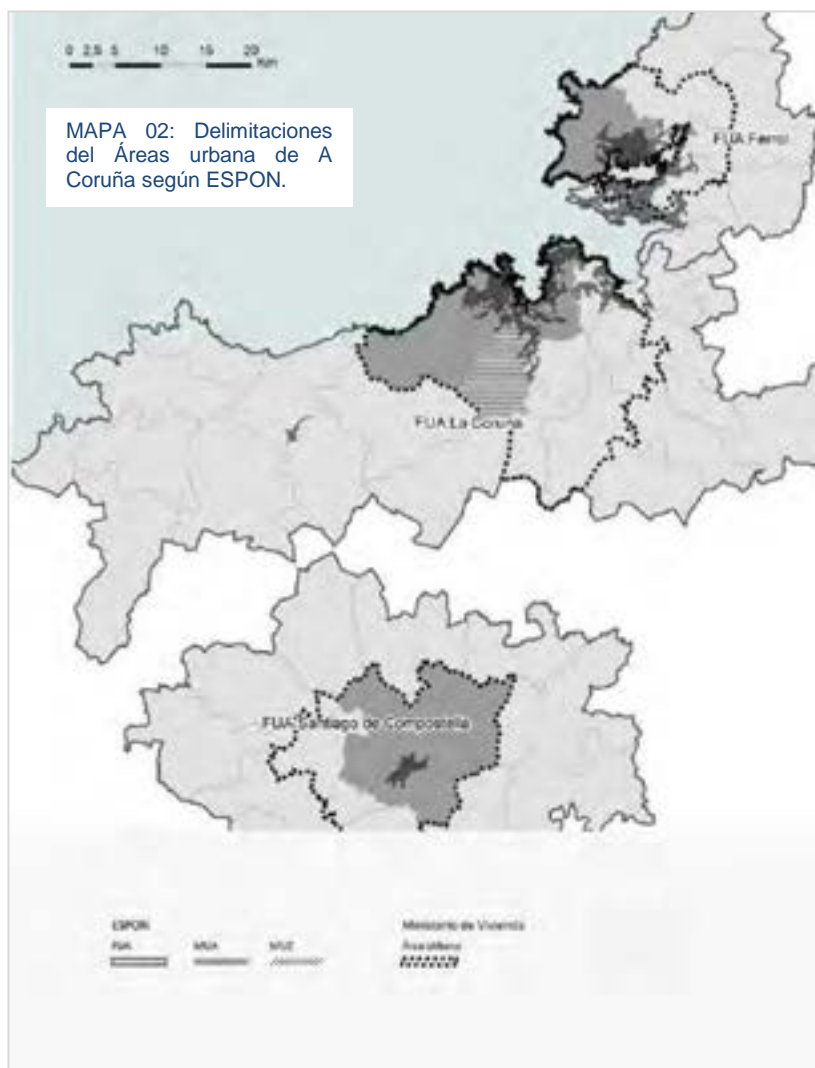 0 2,5 5 10 15 20
Km
MAPA 02: Delimitaciones
del Áreas urbana de A
Coruña según ESPON.
FUA Ferrol
FUA La Coruña
FUA Santiago de Compostella
ESPON
Ministerio de Vivienda
FUA MUA
Área Urbana